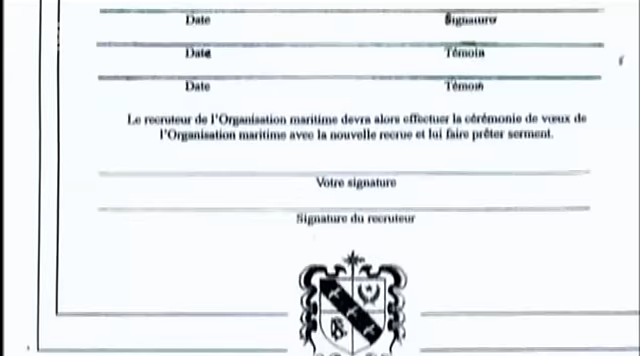 Date Signature
Date Témoin
Date Témoin
Le recruteur de l'Organisation maritime devra alors effectuer la cérémonie de vœux de
l'Organisation maritime avec la nouvelle recrue et lui faire prêter serment.
Votre signature
Signature du recruteur